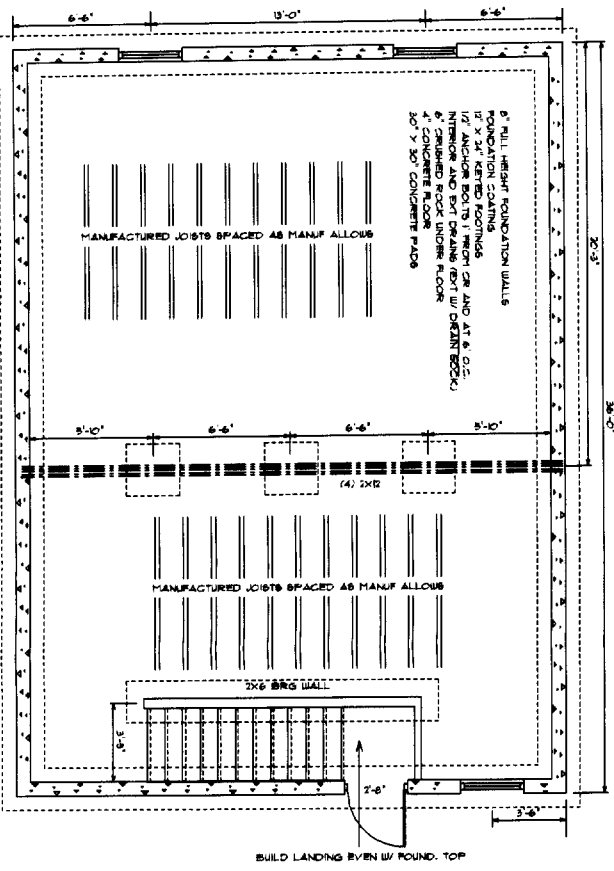 6'-6"
13'-0"
6'-6"
8" FULL HEIGHT FOUNDATION WALLS
FOUNDATION COATING
12" X 24" KEYED FOOTINGS
1/2" ANCHOR BOLTS 1' FROM CR AND AT 6' O.C.
INTERIOR AND EXT DRAINS (EXT W/ DRAIN SOCK)
6" CRUSHED ROCK UNDER FLOOR
4" CONCRETE FLOOR
30" X 30" CONCRETE PADS
20'-3"
36'-0"
MANUFACTURED JOISTS SPACED AS MANUF ALLOWS
5'-10"
6'-6"
6'-6"
5'-10"
(4) 2X12
MANUFACTURED JOISTS SPACED AS MANUF ALLOWS
2X6 BRG WALL
3'-8"
2'-8"
3'-6"
BUILD LANDING EVEN W/ FOUND. TOP